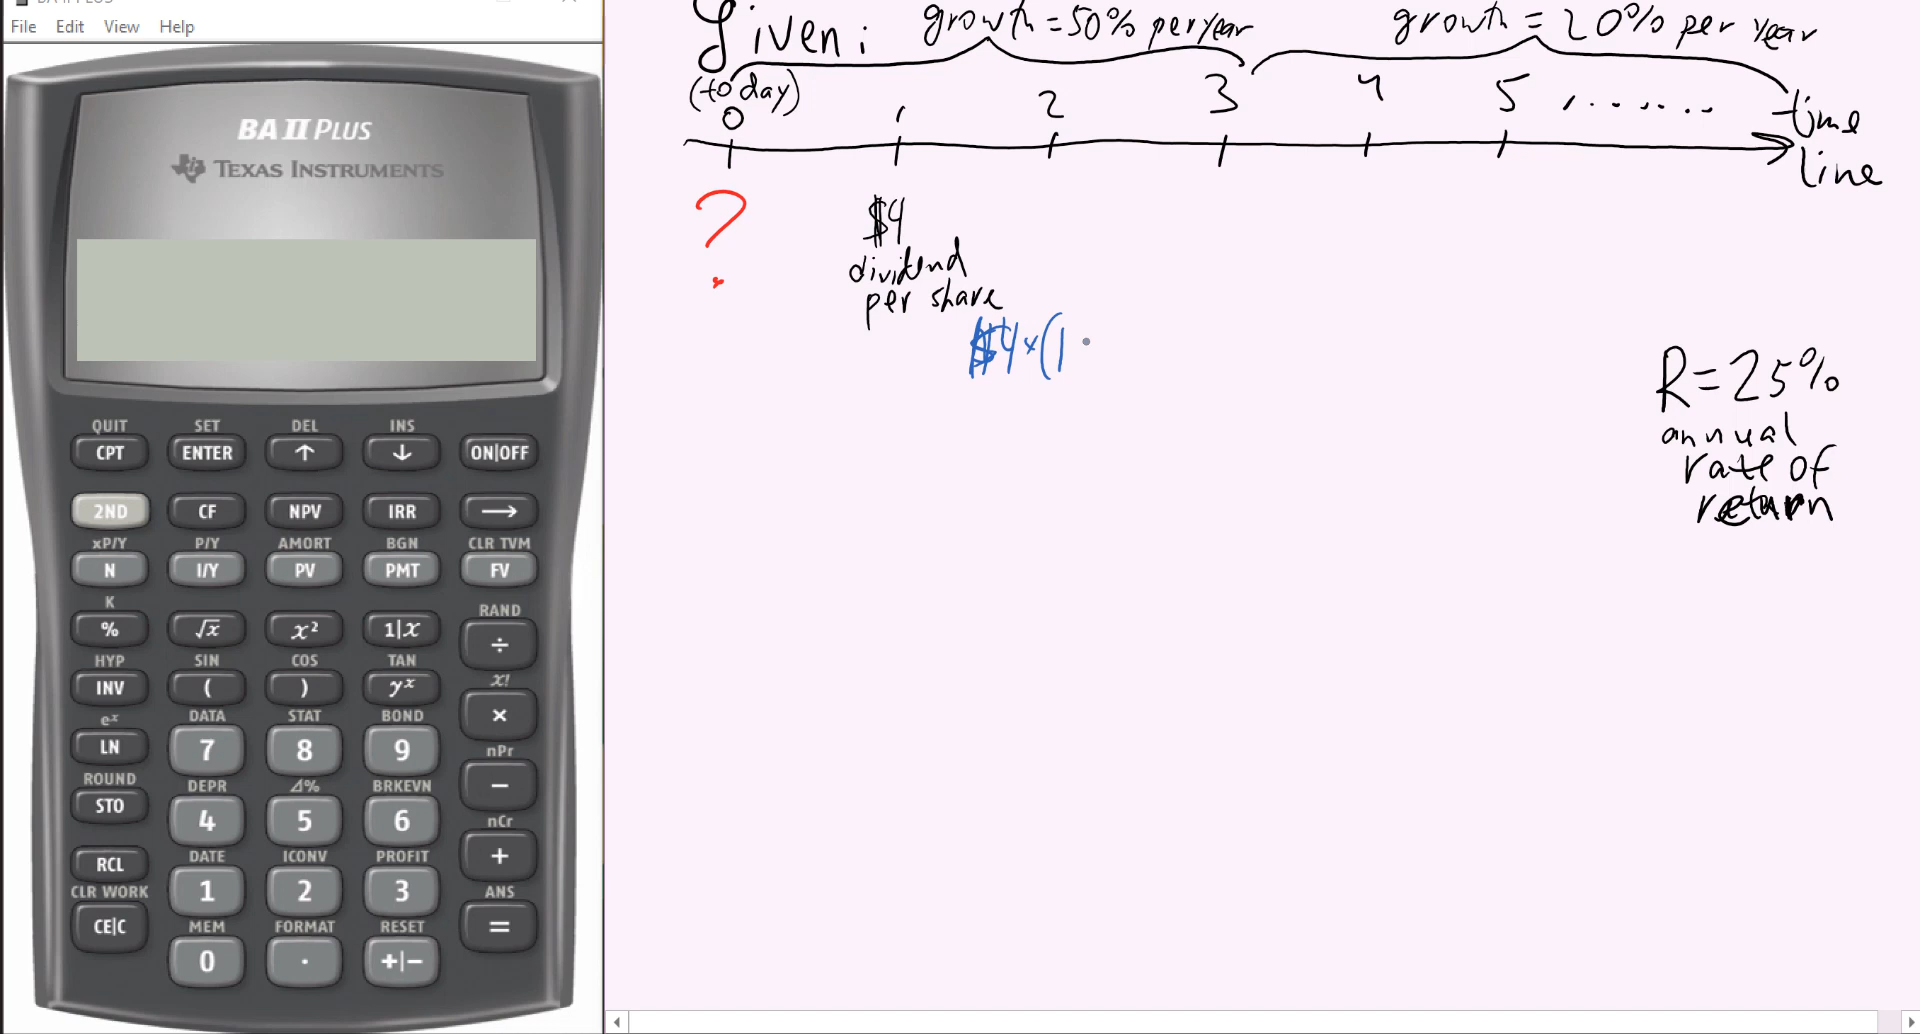 BA II PLUS
File Edit View Help
BA II PLUS
TEXAS INSTRUMENTS
QUIT SET DEL INS
CPT ENTER ↑ ↓ ON|OFF
2ND CF NPV IRR →
xP/Y P/Y AMORT BGN CLR TVM
N I/Y PV PMT FV
K RAND
% √x x² 1|X ÷
HYP SIN COS TAN x!
INV ( ) yˣ ×
eˣ DATA STAT BOND nPr
LN 7 8 9 −
ROUND DEPR ⊿% BRKEVN nCr
STO 4 5 6 +
DATE ICONV PROFIT ANS
RCL 1 2 3 =
CLR WORK MEM FORMAT RESET
CE|C 0 . +|−
Given: growth = 50% per year growth = 20% per year
(today)
0 1 2 3 4 5 ........ time line
?
$4
dividend
per share
$4×(1
R=25%
annual
rate of
return